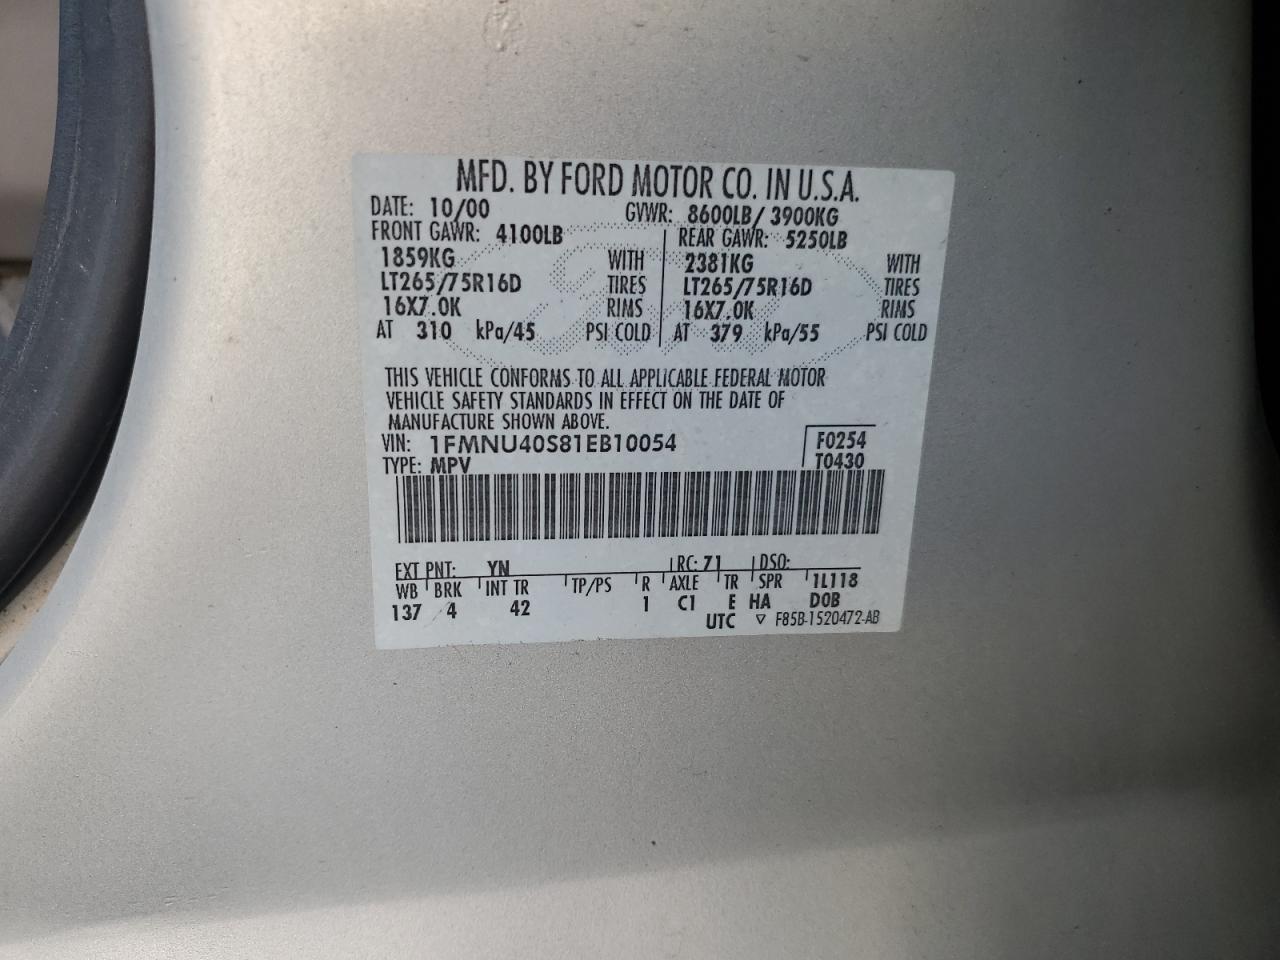 MFD. BY FORD MOTOR CO. IN U.S.A.
DATE: 10/00 GVWR: 8600LB/ 3900KG
FRONT GAWR: 4100LB REAR GAWR: 5250LB
1859KG WITH 2381KG WITH
LT265/75R16D TIRES LT265/75R16D TIRES
16X7.0K RIMS 16X7.0K RIMS
AT 310 kPa/45 PSI COLD AT 379 kPa/55 PSI COLD
THIS VEHICLE CONFORMS TO ALL APPLICABLE FEDERAL MOTOR
VEHICLE SAFETY STANDARDS IN EFFECT ON THE DATE OF
MANUFACTURE SHOWN ABOVE.
VIN: 1FMNU40S81EB10054 F0254
TYPE: MPV T0430
EXT PNT: YN RC: 71 DSO:
WB BRK INT TR TP/PS R AXLE TR SPR 1L118
137 4 42 1 C1 E HA D0B
UTC ▽ F85B-1520472-AB